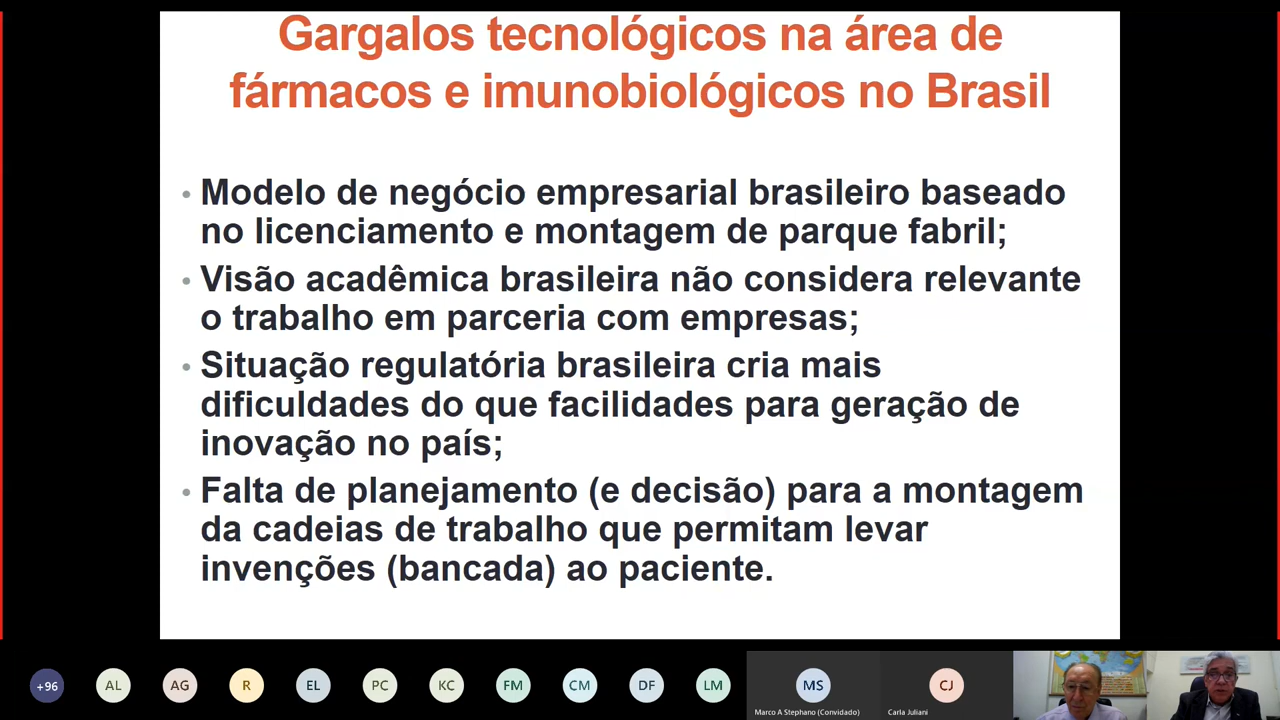 Gargalos tecnológicos na área de
fármacos e imunobiológicos no Brasil
• Modelo de negócio empresarial brasileiro baseado
no licenciamento e montagem de parque fabril;
• Visão acadêmica brasileira não considera relevante
o trabalho em parceria com empresas;
• Situação regulatória brasileira cria mais
dificuldades do que facilidades para geração de
inovação no país;
• Falta de planejamento (e decisão) para a montagem
da cadeias de trabalho que permitam levar
invenções (bancada) ao paciente.
+96 AL AG R EL PC KC FM CM DF LM MS CJ
Marco A Stephano (Convidado) Carla Juliani